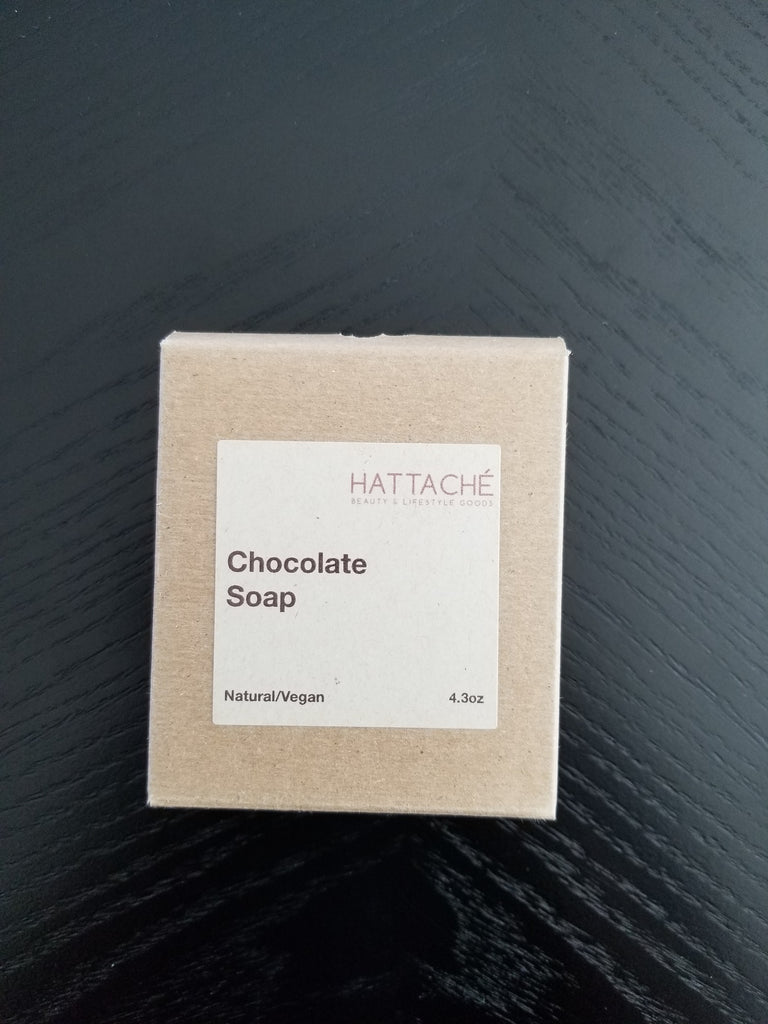 HATTACHÉ
BEAUTY & LIFESTYLE GOODS
Chocolate
Soap
Natural/Vegan 4.3oz